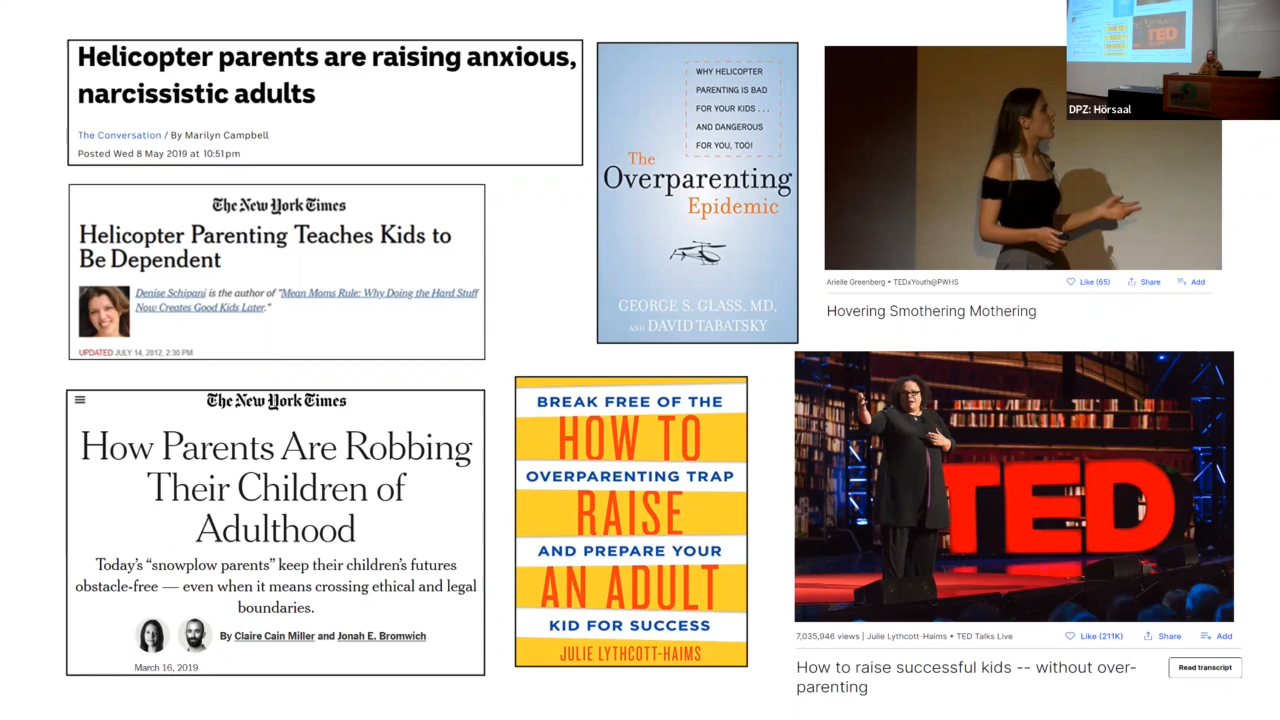 Helicopter parents are raising anxious,
narcissistic adults
The Conversation / By Marilyn Campbell
Posted Wed 8 May 2019 at 10:51pm
The New York Times
Helicopter Parenting Teaches Kids to
Be Dependent
Denise Schipani is the author of "Mean Moms Rule: Why Doing the Hard Stuff
Now Creates Good Kids Later."
UPDATED JULY 14, 2012, 2:30 PM
The New York Times
How Parents Are Robbing
Their Children of
Adulthood
Today's “snowplow parents” keep their children's futures
obstacle-free — even when it means crossing ethical and legal
boundaries.
By Claire Cain Miller and Jonah E. Bromwich
March 16, 2019
WHY HELICOPTER
PARENTING IS BAD
FOR YOUR KIDS . . .
AND DANGEROUS
FOR YOU, TOO!
The
Overparenting
Epidemic
GEORGE S. GLASS, MD,
AND DAVID TABATSKY
BREAK FREE OF THE
HOW TO
OVERPARENTING TRAP
RAISE
AND PREPARE YOUR
AN ADULT
KID FOR SUCCESS
JULIE LYTHCOTT-HAIMS
TED
DPZ: Hörsaal
Arielle Greenberg • TEDxYouth@PWHS
Like (65)
Share
Add
Hovering Smothering Mothering
TED
7,035,946 views | Julie Lythcott-Haims • TED Talks Live
Like (211K)
Share
Add
How to raise successful kids -- without over-
parenting
Read transcript